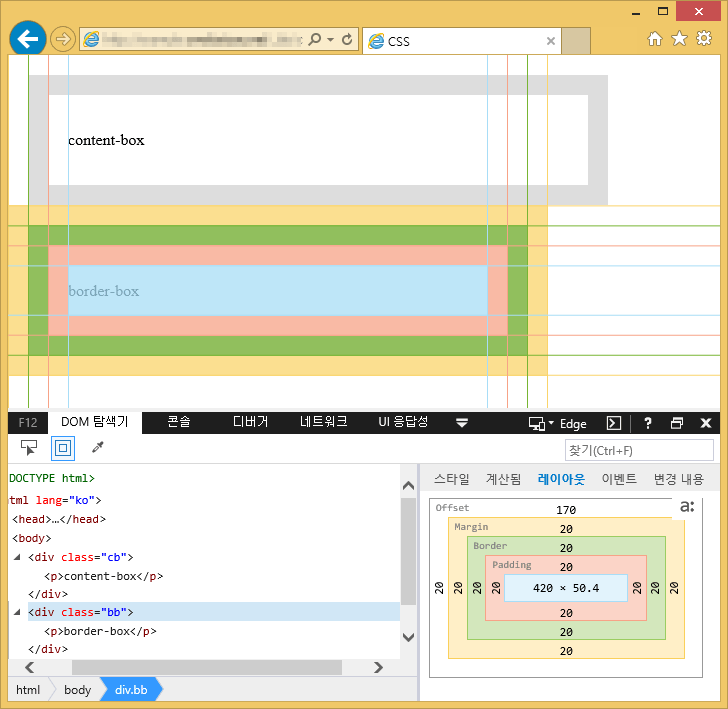 CSS
content-box
border-box
F12 DOM 탐색기 콘솔 디버거 네트워크 UI 응답성 Edge
찾기(Ctrl+F)
DOCTYPE html>
tml lang="ko">
<head>…</head>
<body>
<div class="cb">
<p>content-box</p>
</div>
<div class="bb">
<p>border-box</p>
</div>
html body div.bb
스타일 계산됨 레이아웃 이벤트 변경 내용
a:
Offset 170
Margin 20
Border 20
Padding 20
20 20 20 20 420 × 50.4 20 20 20
20
20
20